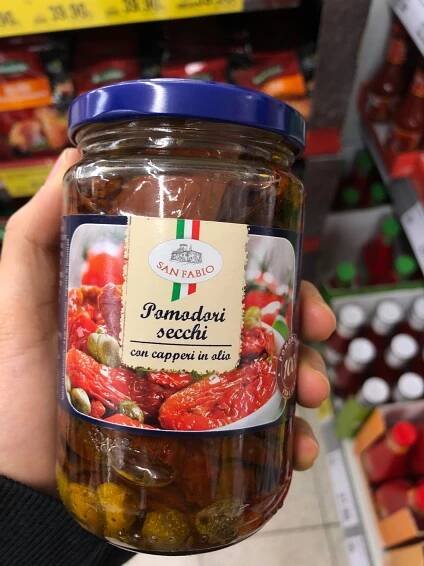 SAN FABIO
Pomodori
secchi
con capperi in olio